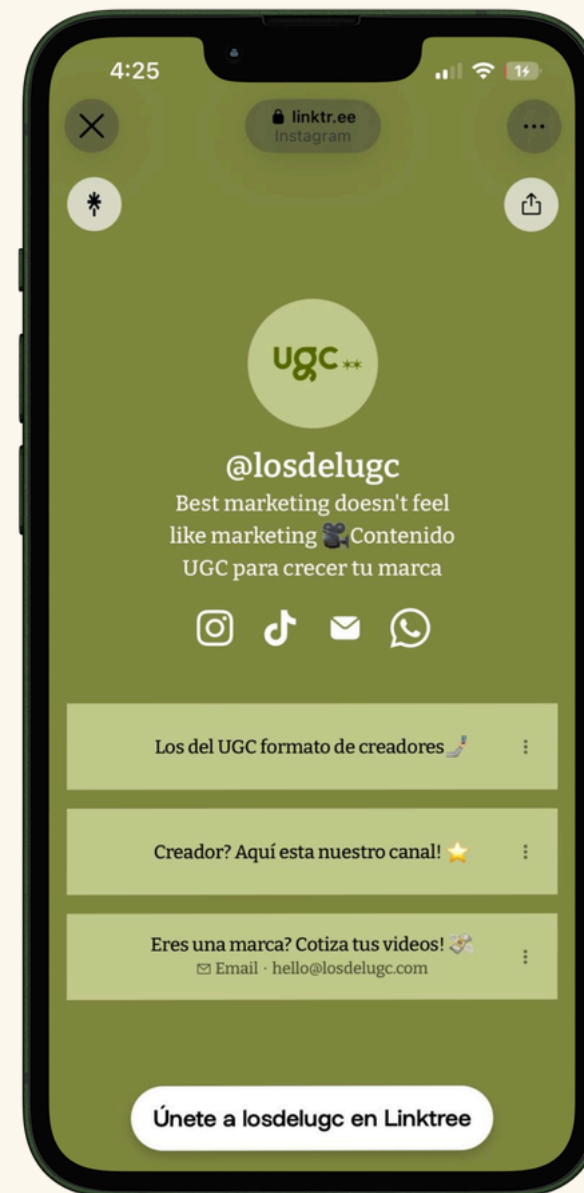 4:25
1
linktr.ee
Instagram
ugc**
@losdelugc
Best marketing doesn't feel
like marketing 🎥Contenido
UGC para crecer tu marca
Los del UGC formato de creadores🤳
Creador? Aquí esta nuestro canal! ⭐
Eres una marca? Cotiza tus videos! 💸
Email · hello@losdelugc.com
Únete a losdelugc en Linktree